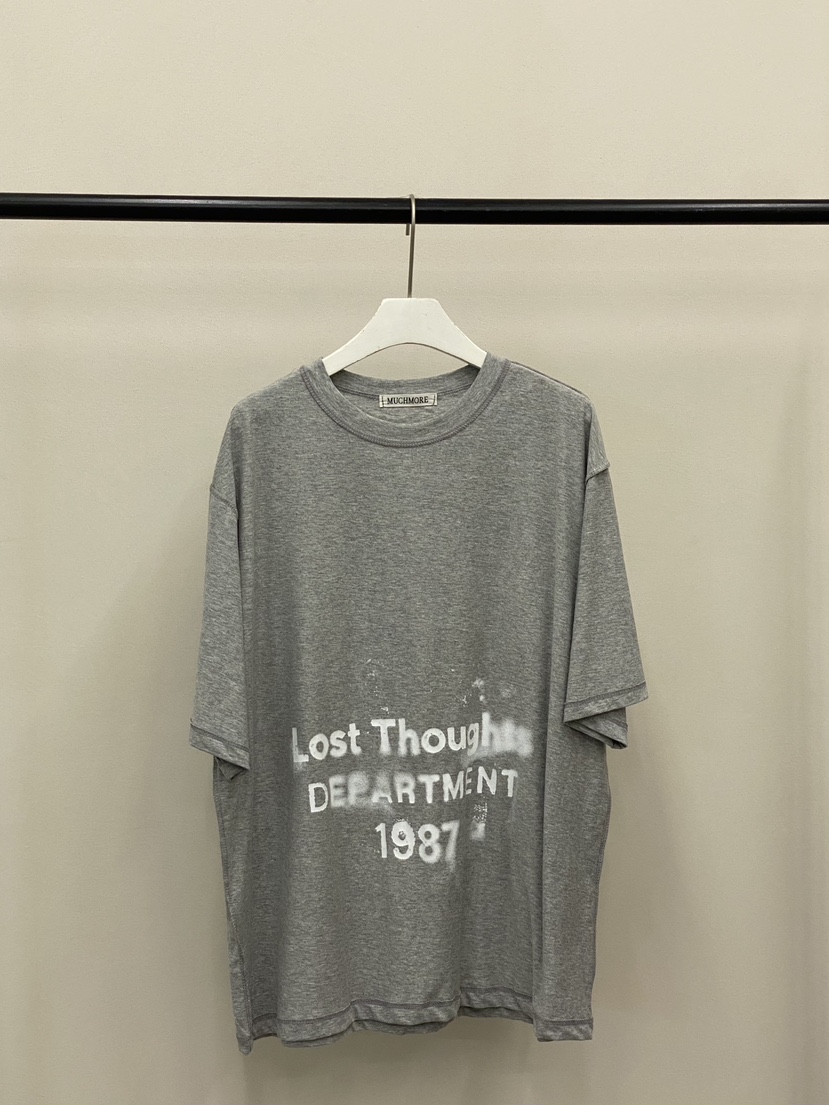 MUCHMORE
Lost Thoughts
DEPARTMENT
1987